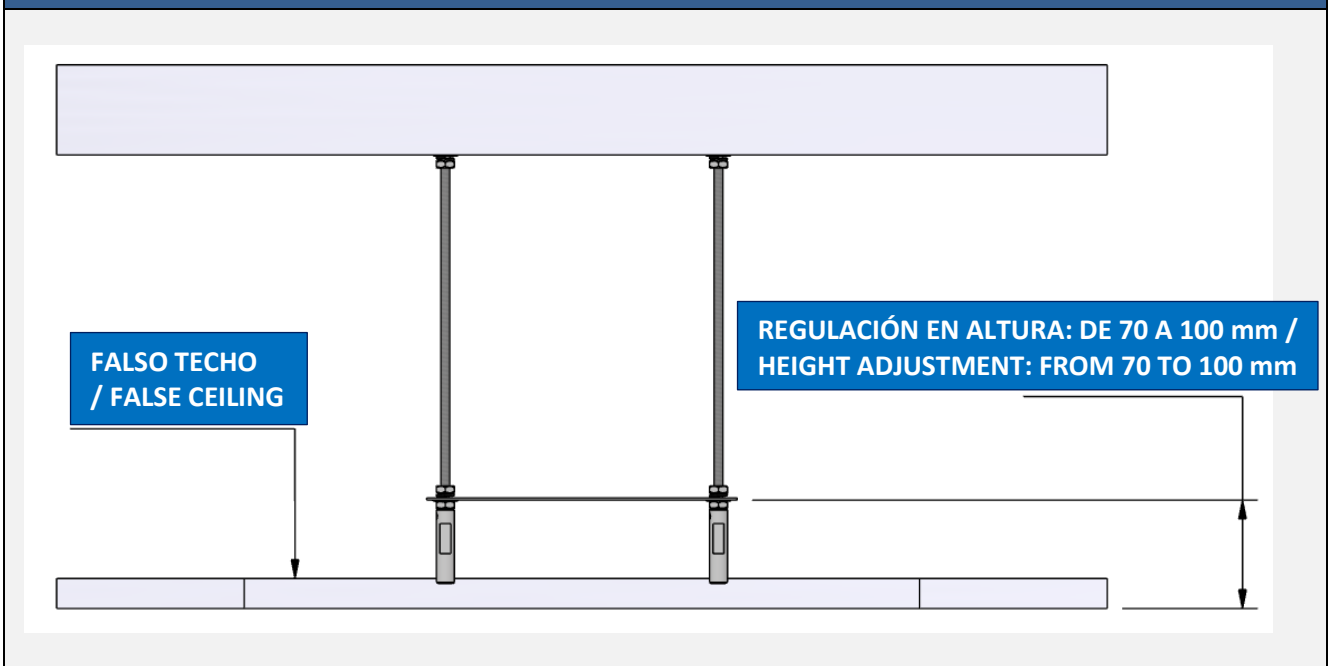 FALSO TECHO
/ FALSE CEILING
REGULACIÓN EN ALTURA: DE 70 A 100 mm /
HEIGHT ADJUSTMENT: FROM 70 TO 100 mm